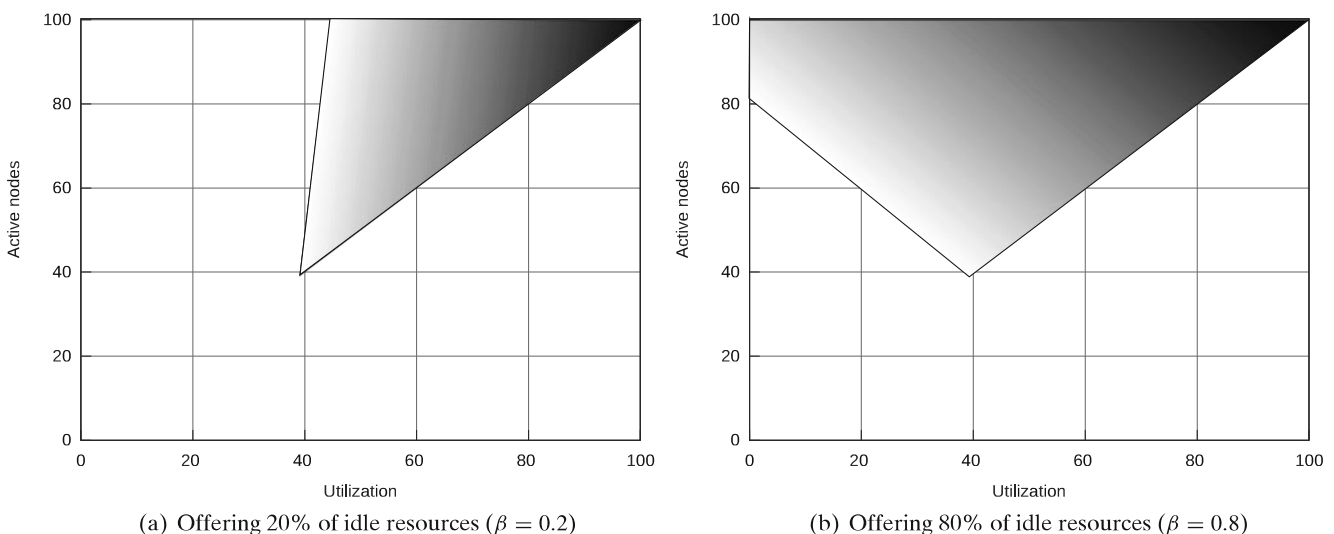 100
80
60
40
20
0
Active nodes
0 20 40 60 80 100
Utilization
(a) Offering 20% of idle resources (β = 0.2)
100
80
60
40
20
0
Active nodes
0 20 40 60 80 100
Utilization
(b) Offering 80% of idle resources (β = 0.8)